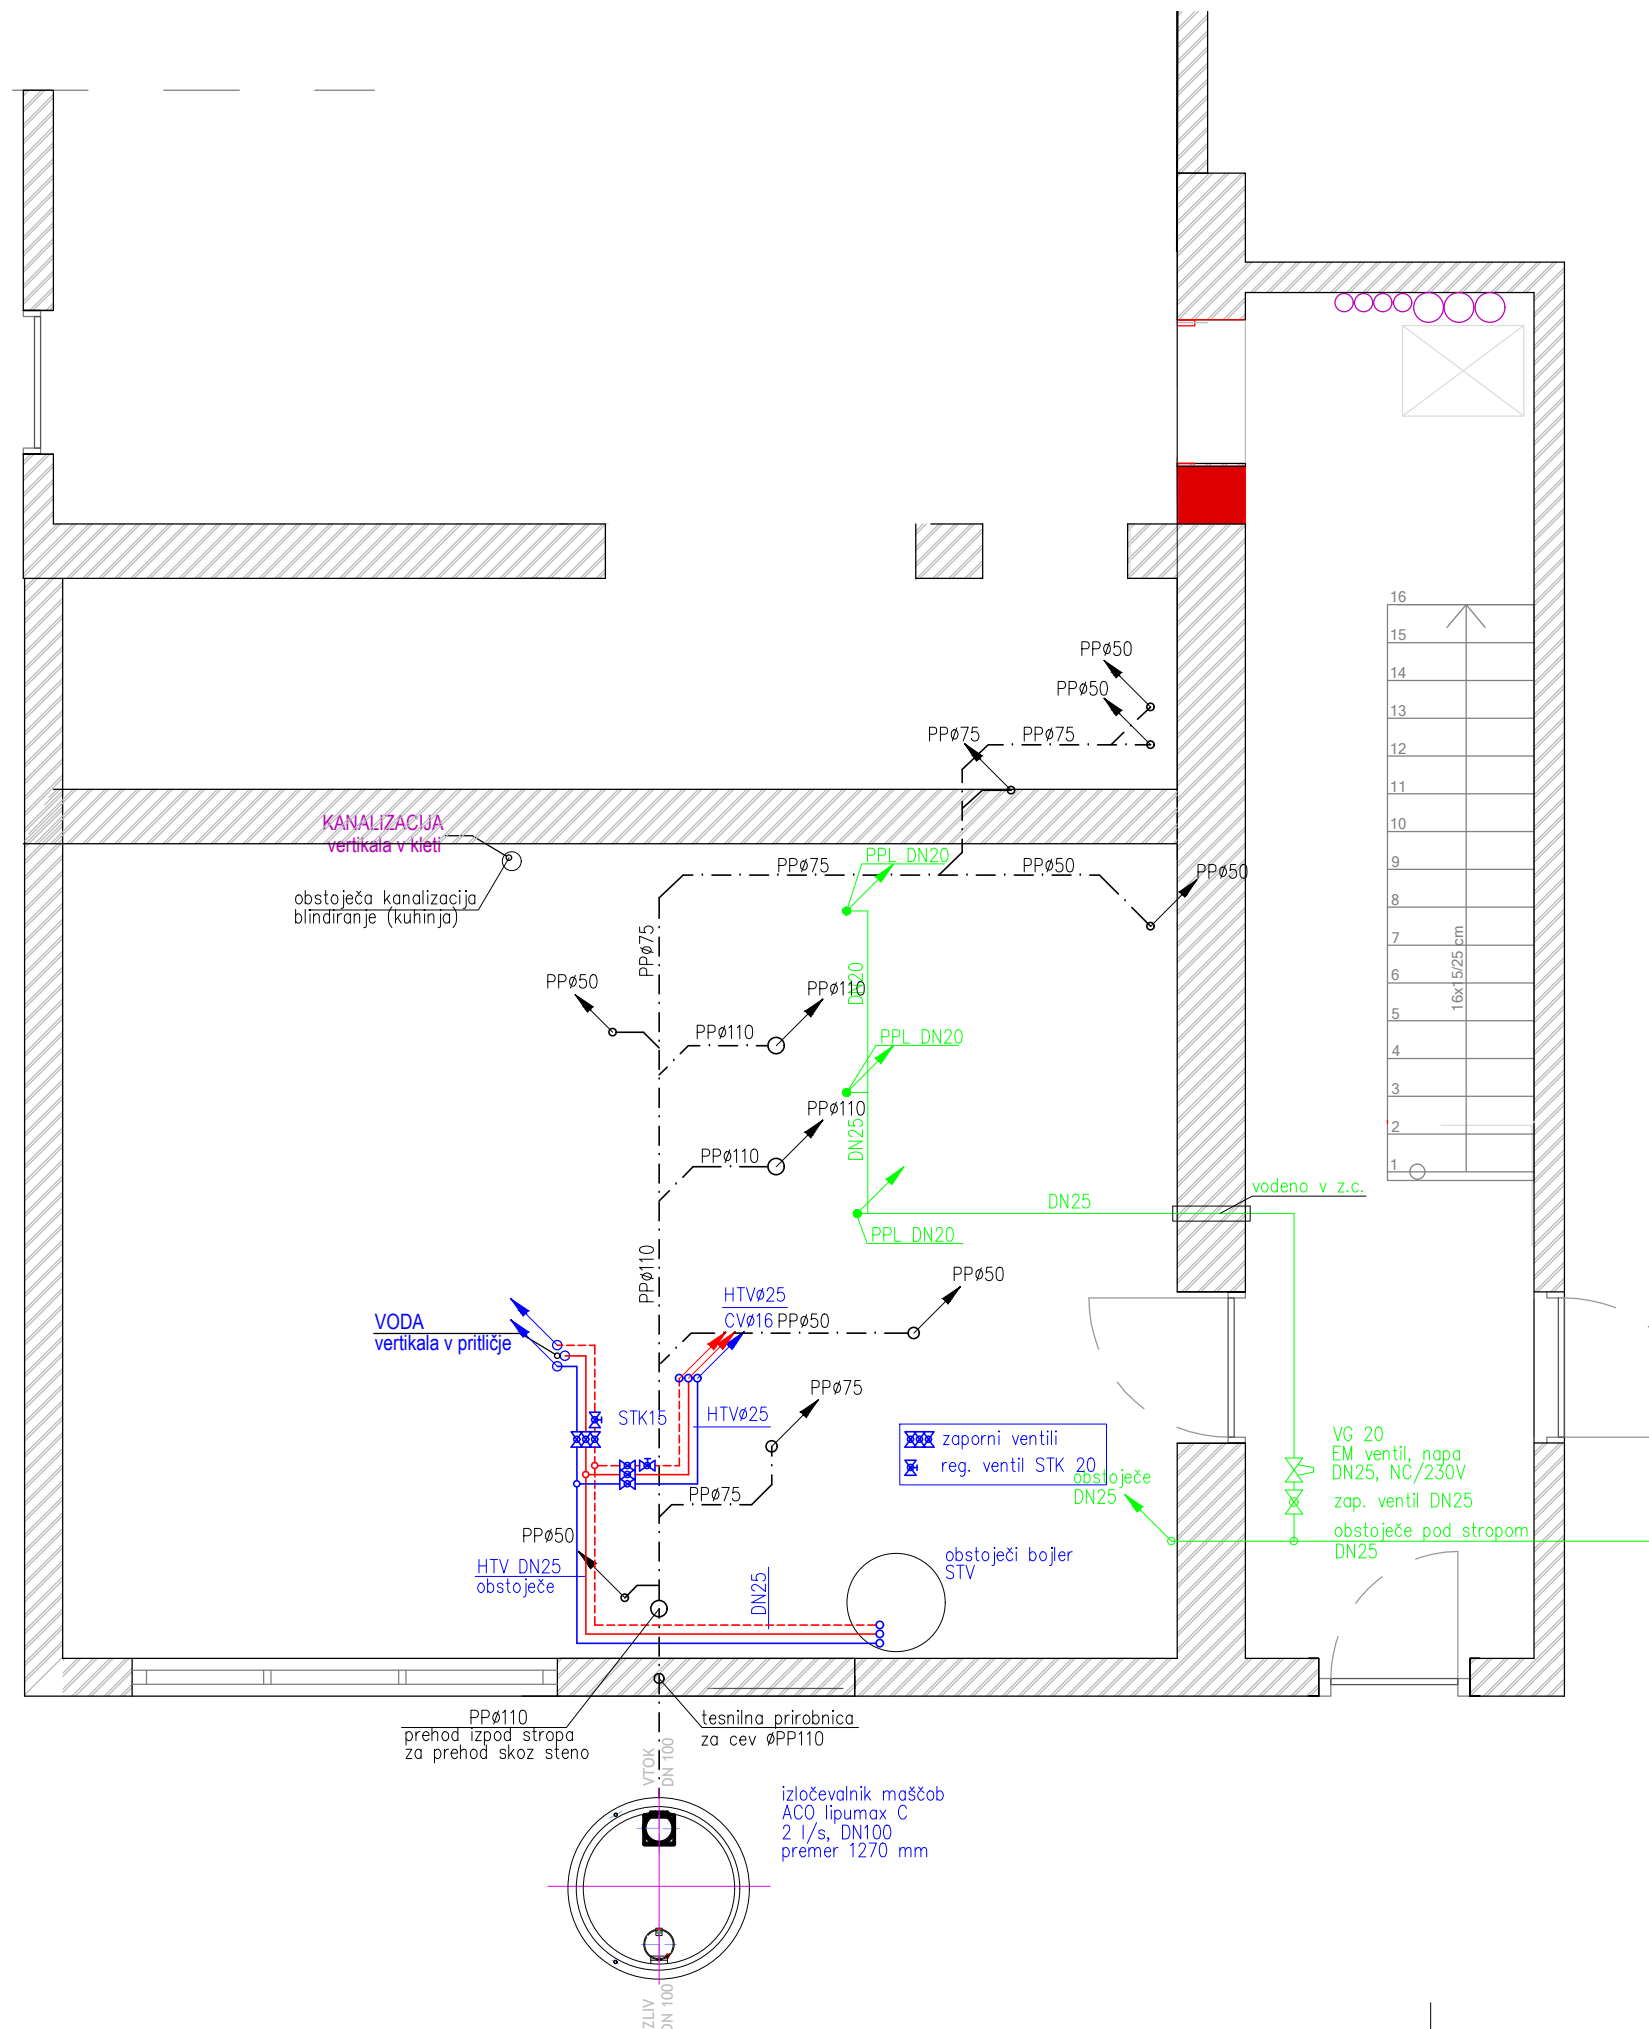 16
15
14
13
12
11
10
9
8
7
6
5
4
3
2
1
16x15/25 cm
PPø50
PPø50
PPø75
PPø75
KANALIZACIJA
vertikala v kleti
obstoječa kanalizacija
blindiranje (kuhinja)
PPø75
PPL DN20
PPø50
PPø50
PPø75
PPø50
PPø110
DN20
PPø110
PPL DN20
PPø110
DN25
PPø110
vodeno v z.c.
DN25
PPL DN20
PPø110
PPø50
HTVø25
CVø16
PPø50
VODA
vertikala v pritličje
PPø75
STK15
HTVø25
zaporni ventili
reg. ventil STK 20
obstoječe
DN25
VG 20
EM ventil, napa
DN25, NC/230V
zap. ventil DN25
obstoječe pod stropom
DN25
PPø75
PPø50
HTV DN25
obstoječe
DN25
obstoječi bojler
STV
PPø110
prehod izpod stropa
za prehod skoz steno
tesnilna prirobnica
za cev øPP110
VTOK
DN 100
izločevalnik maščob
ACO lipumax C
2 l/s, DN100
premer 1270 mm
ZLIV
DN 100